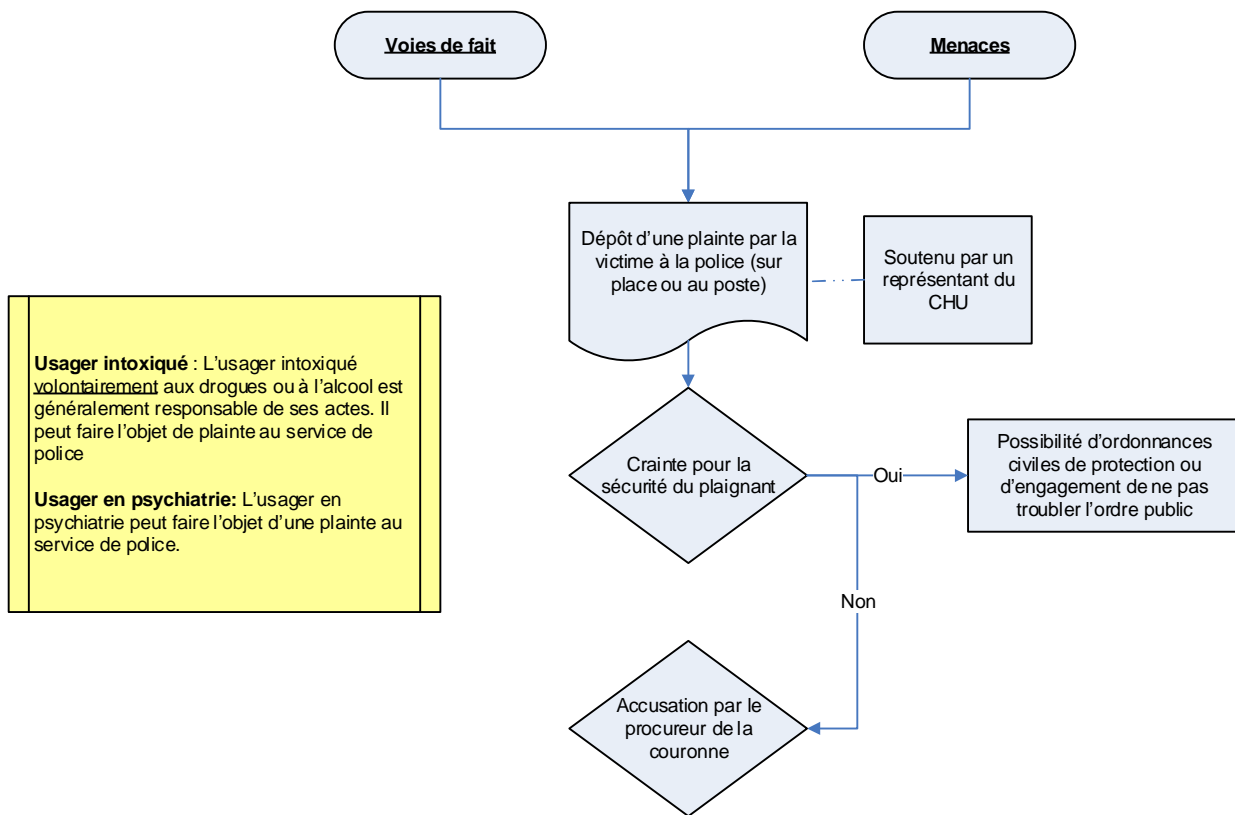 Voies de fait
Menaces
Dépôt d'une plainte par la
victime à la police (sur
place ou au poste)
Soutenu par un
représentant du
CHU
Usager intoxiqué : L'usager intoxiqué
volontairement aux drogues ou à l'alcool est
généralement responsable de ses actes. Il
peut faire l'objet de plainte au service de
police
Usager en psychiatrie: L'usager en
psychiatrie peut faire l'objet d'une plainte au
service de police.
Crainte pour la
sécurité du plaignant
Oui
Possibilité d'ordonnances
civiles de protection ou
d'engagement de ne pas
troubler l'ordre public
Non
Accusation par le
procureur de la
couronne